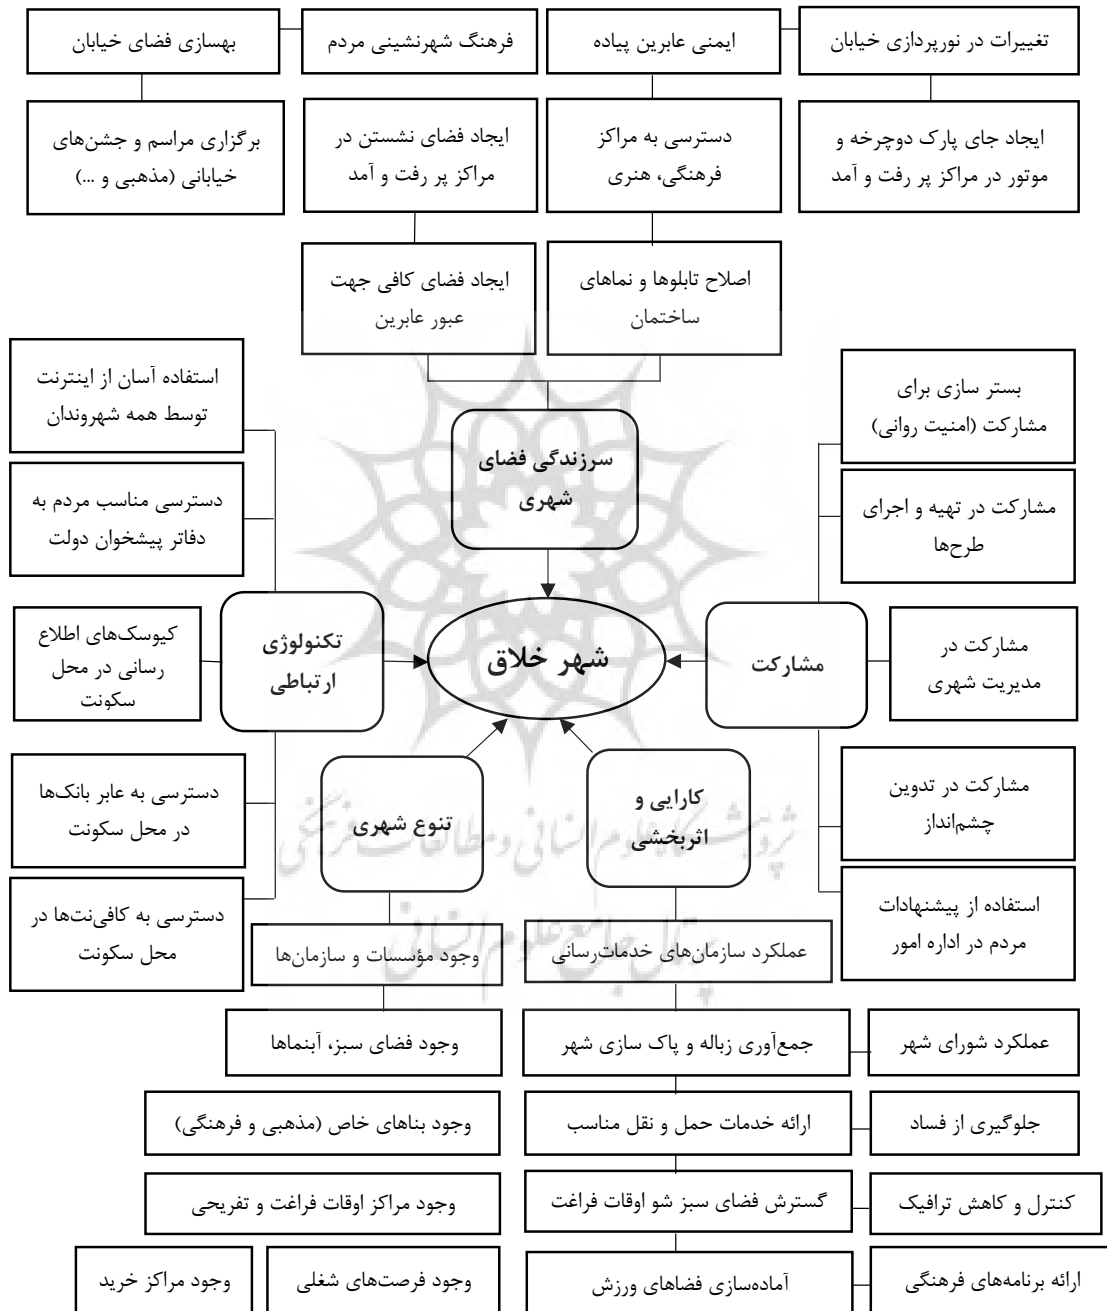 تغییرات در نورپردازی خیابان
ایمنی عابرین پیاده
فرهنگ شهرنشینی مردم
بهسازی فضای خیابان
ایجاد جای پارک دوچرخه و
موتور در مراکز پر رفت و آمد
دسترسی به مراکز
فرهنگی، هنری
ایجاد فضای نشستن در
مراکز پر رفت و آمد
برگزاری مراسم و جشن‌های
خیابانی (مذهبی و ...)
اصلاح تابلوها و نماهای
ساختمان
ایجاد فضای کافی جهت
عبور عابرین
سرزندگی فضای
شهری
بستر سازی برای
مشارکت (امنیت روانی)
مشارکت در تهیه و اجرای
طرح‌ها
مشارکت
مشارکت در
مدیریت شهری
مشارکت در تدوین
چشم‌انداز
استفاده از پیشنهادات
مردم در اداره امور
شهر خلاق
استفاده آسان از اینترنت
توسط همه شهروندان
دسترسی مناسب مردم به
دفاتر پیشخوان دولت
تکنولوژی
ارتباطی
کیوسک‌های اطلاع
رسانی در محل
سکونت
دسترسی به عابر بانک‌ها
در محل سکونت
دسترسی به کافی‌نت‌ها در
محل سکونت
کارایی و
اثربخشی
تنوع شهری
پژوهشگاه علوم انسانی و مطالعات فرهنگی
پرتال جامع علوم انسانی
عملکرد سازمان‌های خدمات‌رسانی
وجود مؤسسات و سازمان‌ها
عملکرد شورای شهر
جمع‌آوری زباله و پاک سازی شهر
وجود فضای سبز، آبنماها
جلوگیری از فساد
ارائه خدمات حمل و نقل مناسب
وجود بناهای خاص (مذهبی و فرهنگی)
کنترل و کاهش ترافیک
گسترش فضای سبز شو اوقات فراغت
وجود مراکز اوقات فراغت و تفریحی
ارائه برنامه‌های فرهنگی
آماده‌سازی فضاهای ورزش
وجود فرصت‌های شغلی
وجود مراکز خرید